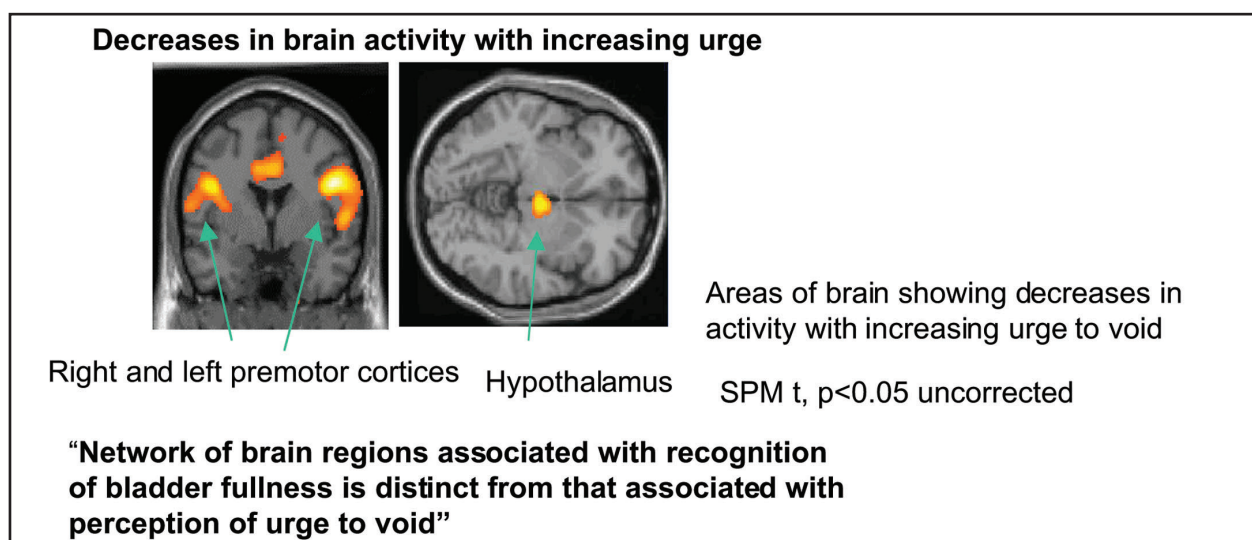 Decreases in brain activity with increasing urge
Areas of brain showing decreases in
activity with increasing urge to void
Right and left premotor cortices
Hypothalamus
SPM t, p<0.05 uncorrected
“Network of brain regions associated with recognition
of bladder fullness is distinct from that associated with
perception of urge to void”